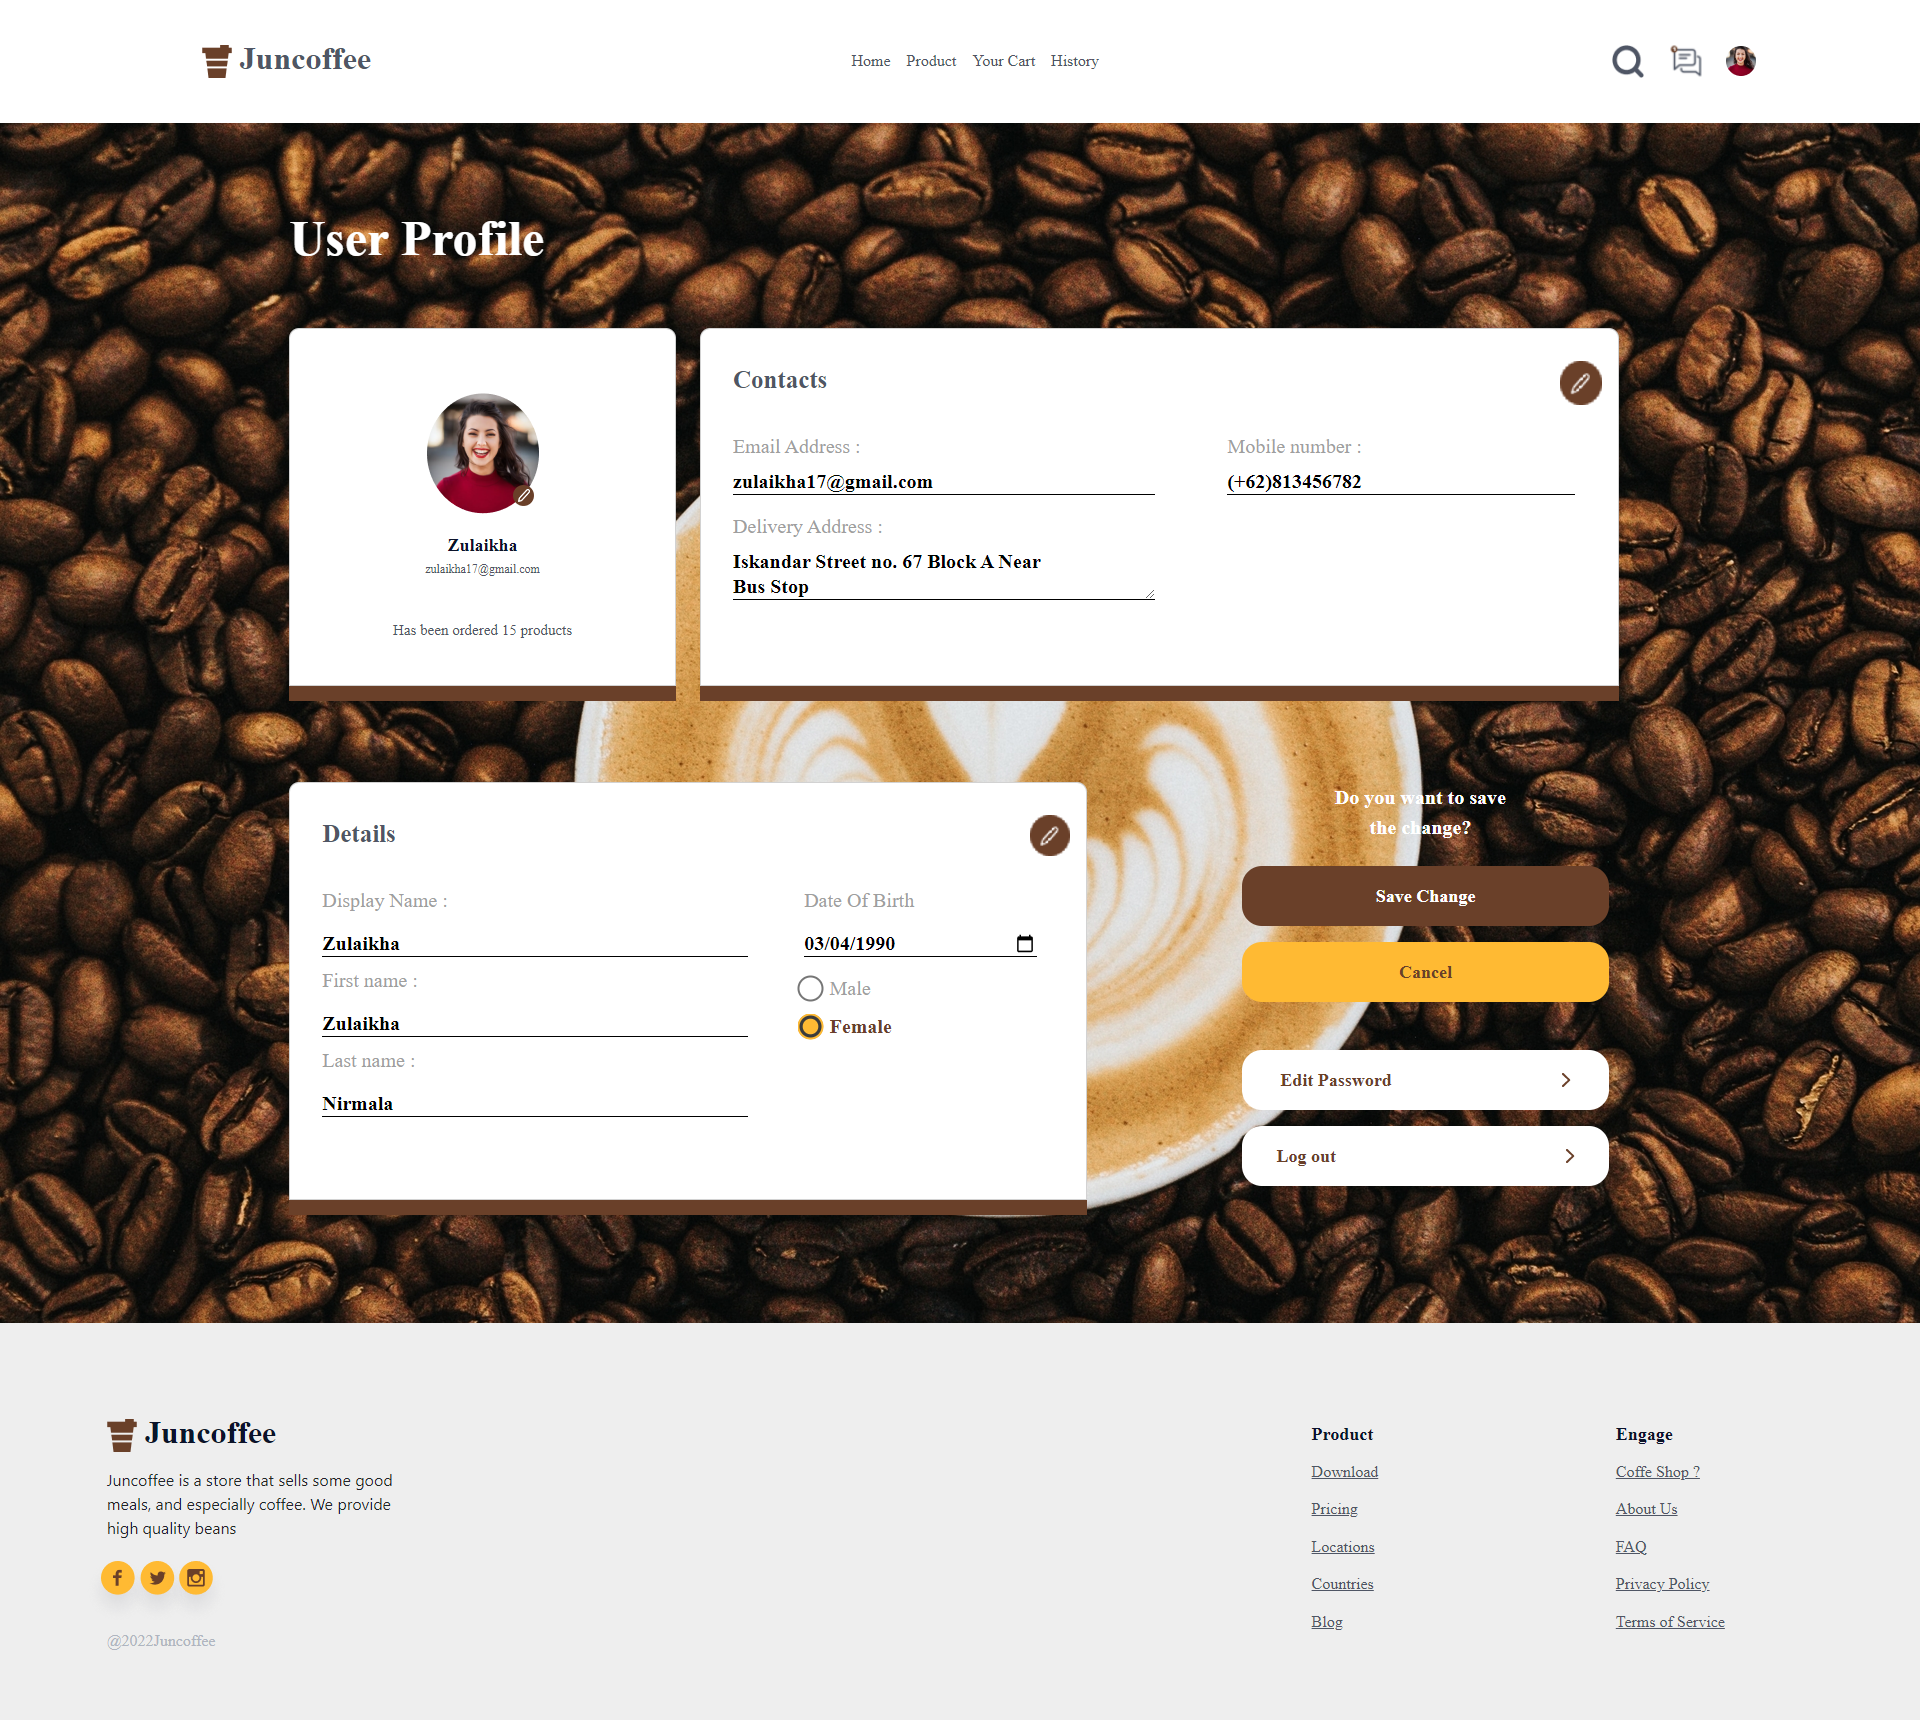 Juncoffee
Home Product Your Cart History
User Profile
Zulaikha
zulaikha17@gmail.com
Has been ordered 15 products
Contacts
Email Address :
zulaikha17@gmail.com
Mobile number :
(+62)813456782
Delivery Address :
Iskandar Street no. 67 Block A Near
Bus Stop
Details
Display Name :
Zulaikha
First name :
Zulaikha
Last name :
Nirmala
Date Of Birth
03/04/1990
Male
Female
Do you want to save
the change?
Save Change
Cancel
Edit Password
Log out
Juncoffee
Juncoffee is a store that sells some good
meals, and especially coffee. We provide
high quality beans
@2022Juncoffee
Product
Download
Pricing
Locations
Countries
Blog
Engage
Coffe Shop ?
About Us
FAQ
Privacy Policy
Terms of Service